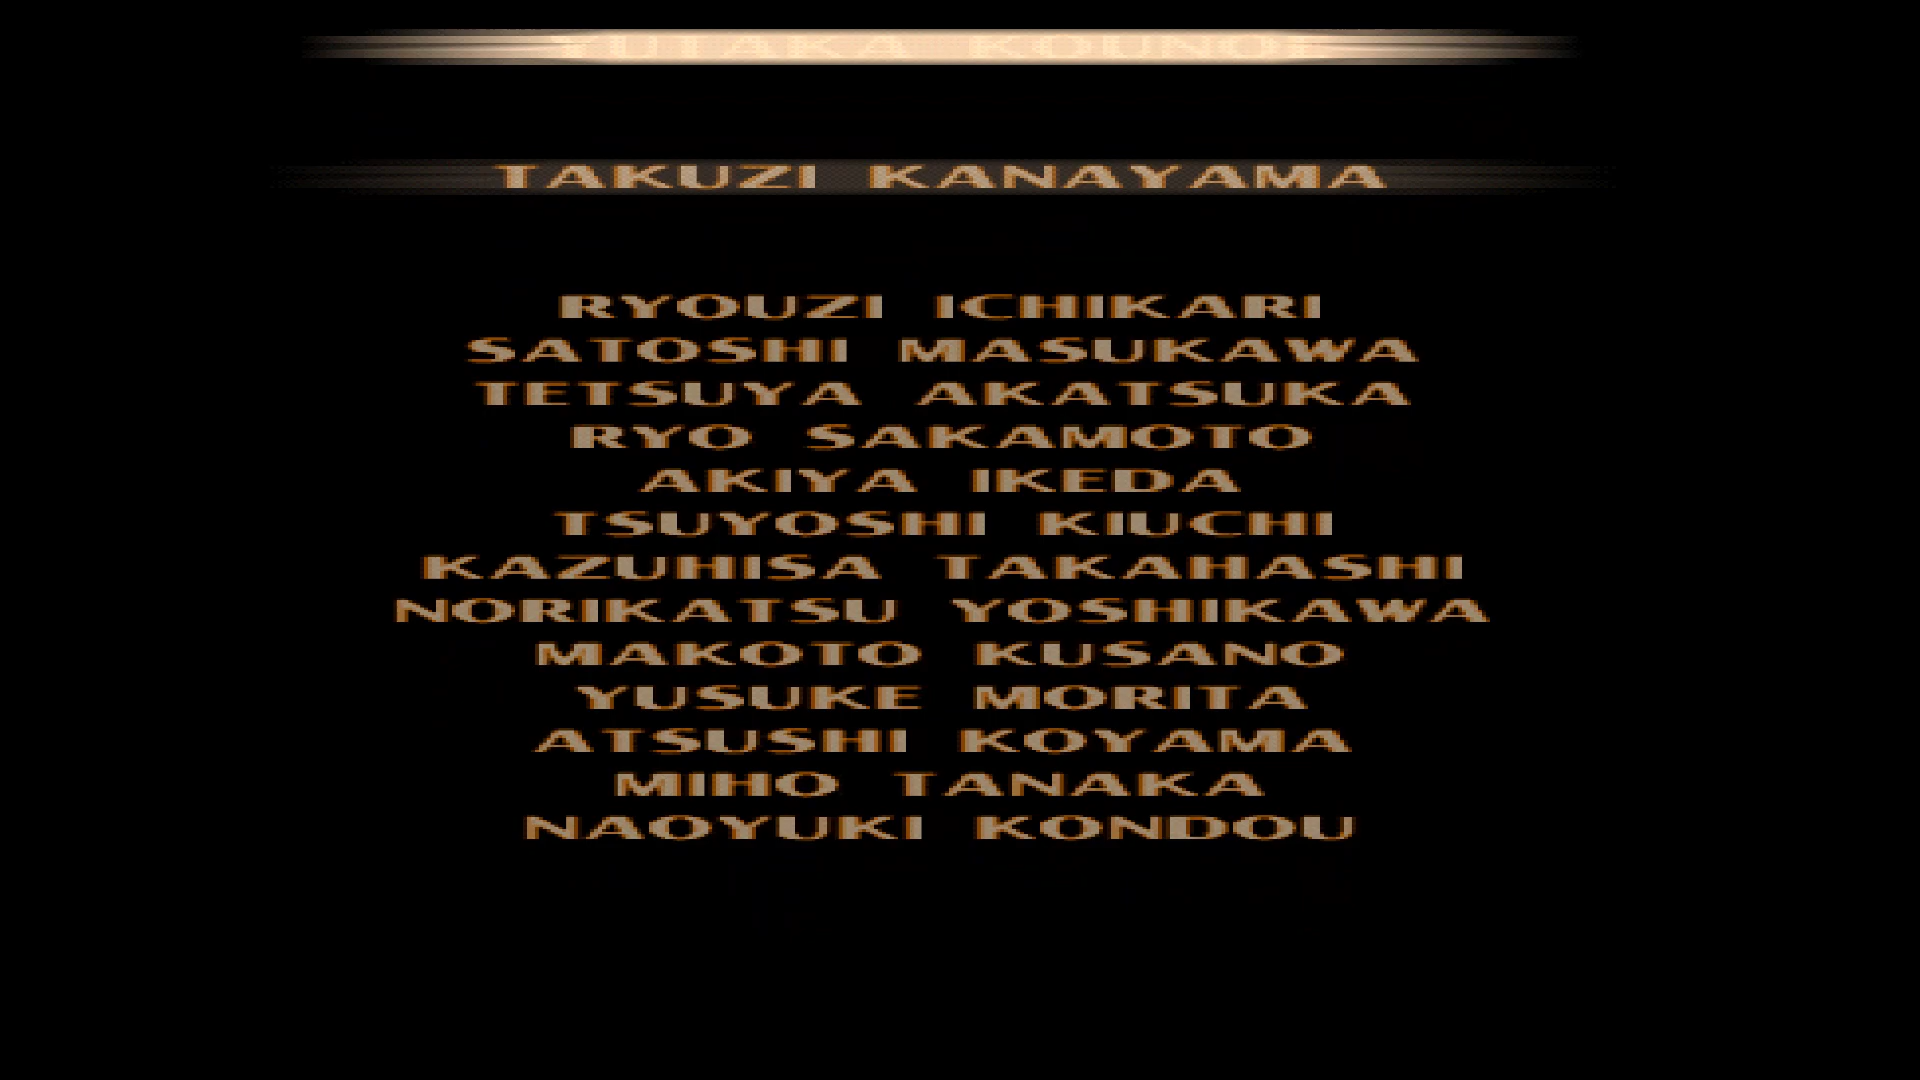 KOUNO
TAKUZI KANAYAMA
RYOUZI ICHIKARI
SATOSHI MASUKAWA
TETSUYA AKATSUKA
RYO SAKAMOTO
AKIYA IKEDA
TSUYOSHI KIUCHI
KAZUHISA TAKAHASHI
NORIKATSU YOSHIKAWA
MAKOTO KUSANO
YUSUKE MORITA
ATSUSHI KOYAMA
MIHO TANAKA
NAOYUKI KONDOU